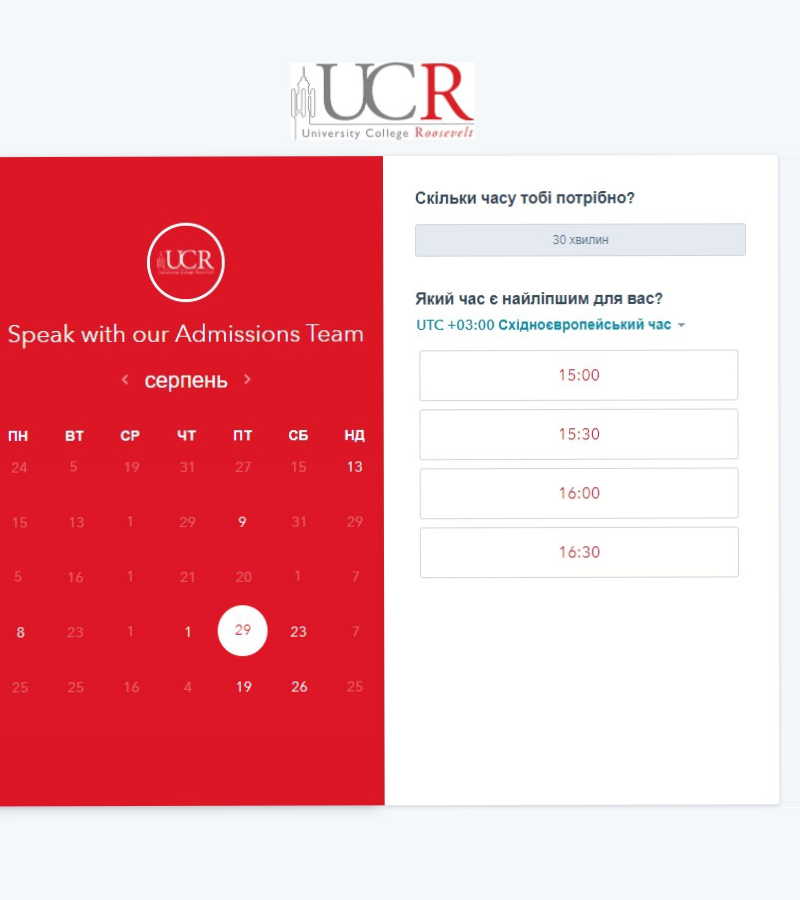 UCR
University College Roosevelt
UCR
Speak with our Admissions Team
серпень
ПН ВТ СР ЧТ ПТ СБ НД
24 5 19 31 27 15 13
15 13 1 29 9 31 29
5 16 1 21 20 1 7
8 23 1 1 29 23 7
25 25 16 4 19 26 25
Скільки часу тобі потрібно?
30 хвилин
Який час є найліпшим для вас?
UTC +03:00 Східноєвропейський час
15:00
15:30
16:00
16:30